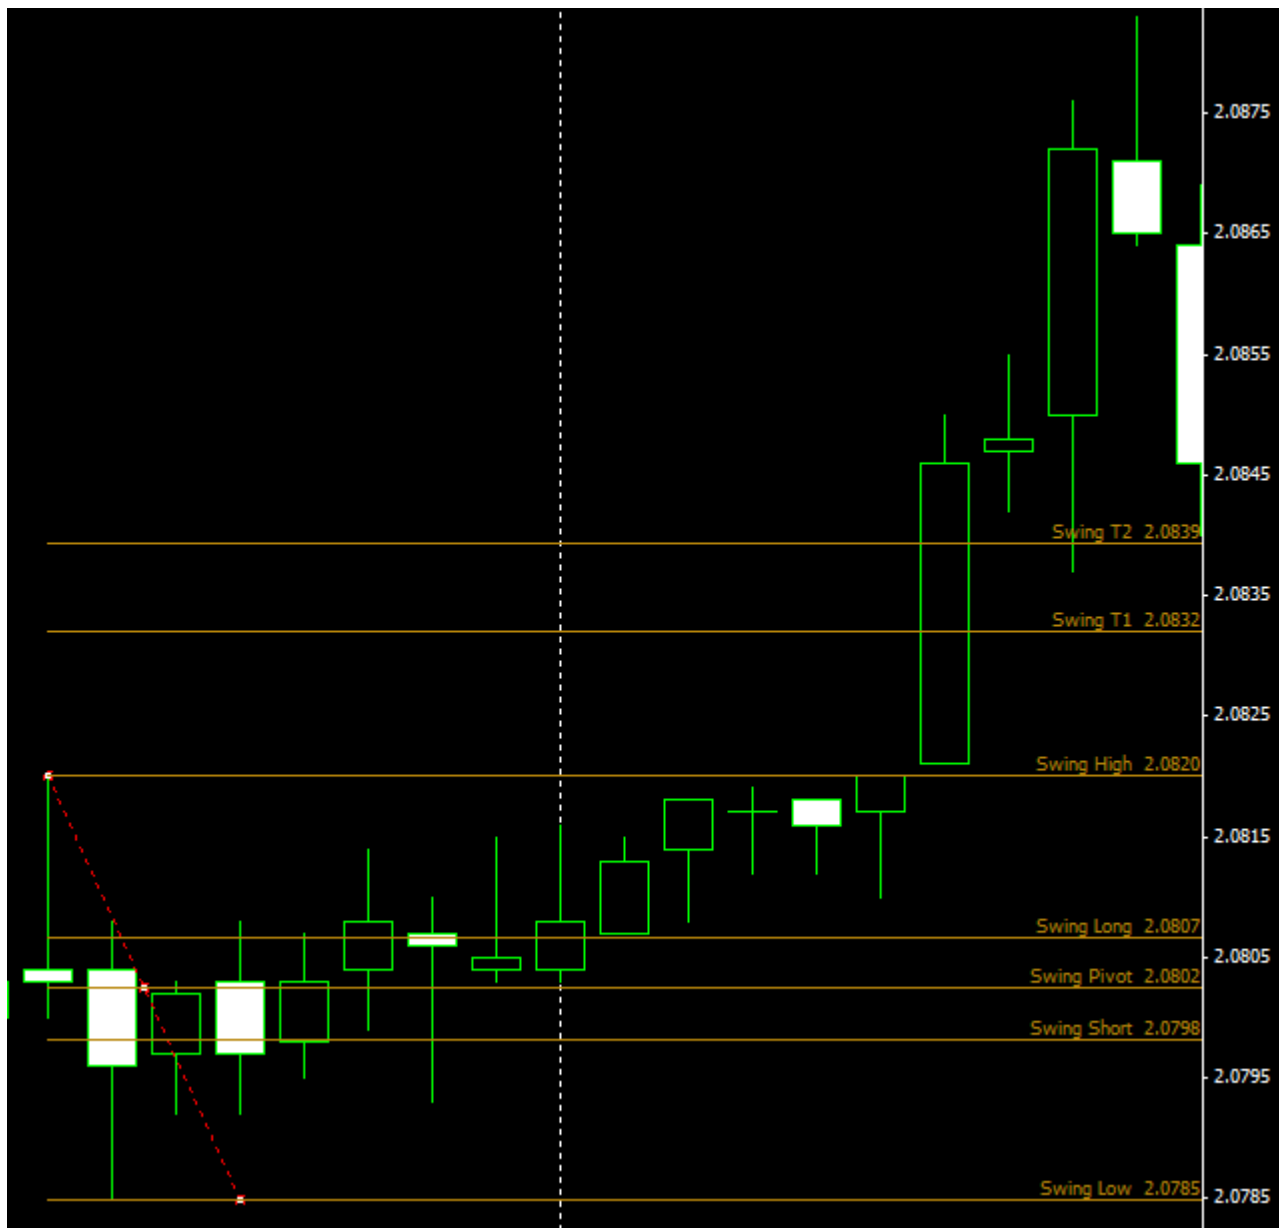 2.0875
2.0865
2.0855
2.0845
Swing T2 2.0839
2.0835
Swing T1 2.0832
2.0825
Swing High 2.0820
2.0815
Swing Long 2.0807
2.0805
Swing Pivot 2.0802
Swing Short 2.0798
2.0795
Swing Low 2.0785
2.0785